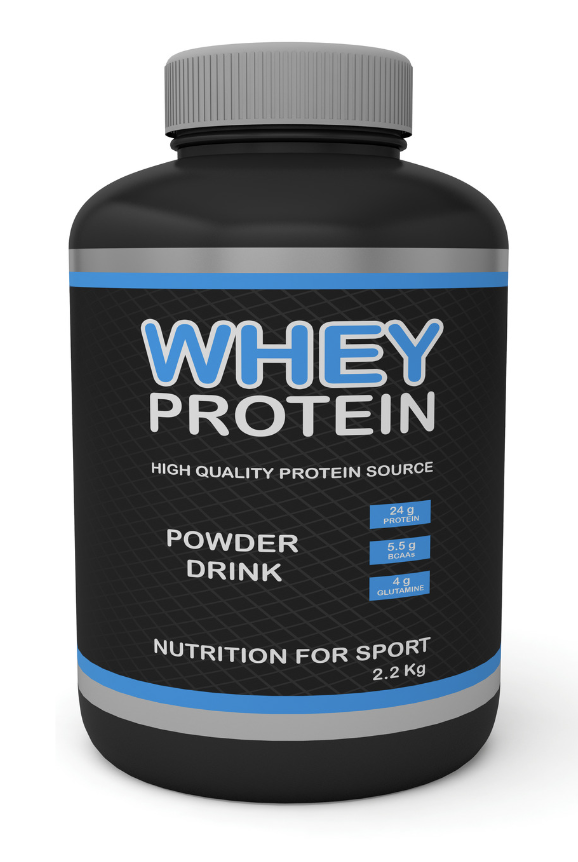 WHEY
PROTEIN
HIGH QUALITY PROTEIN SOURCE
24 g
PROTEIN
5.5 g
BCAAs
4 g
GLUTAMINE
POWDER
DRINK
NUTRITION FOR SPORT
2.2 Kg